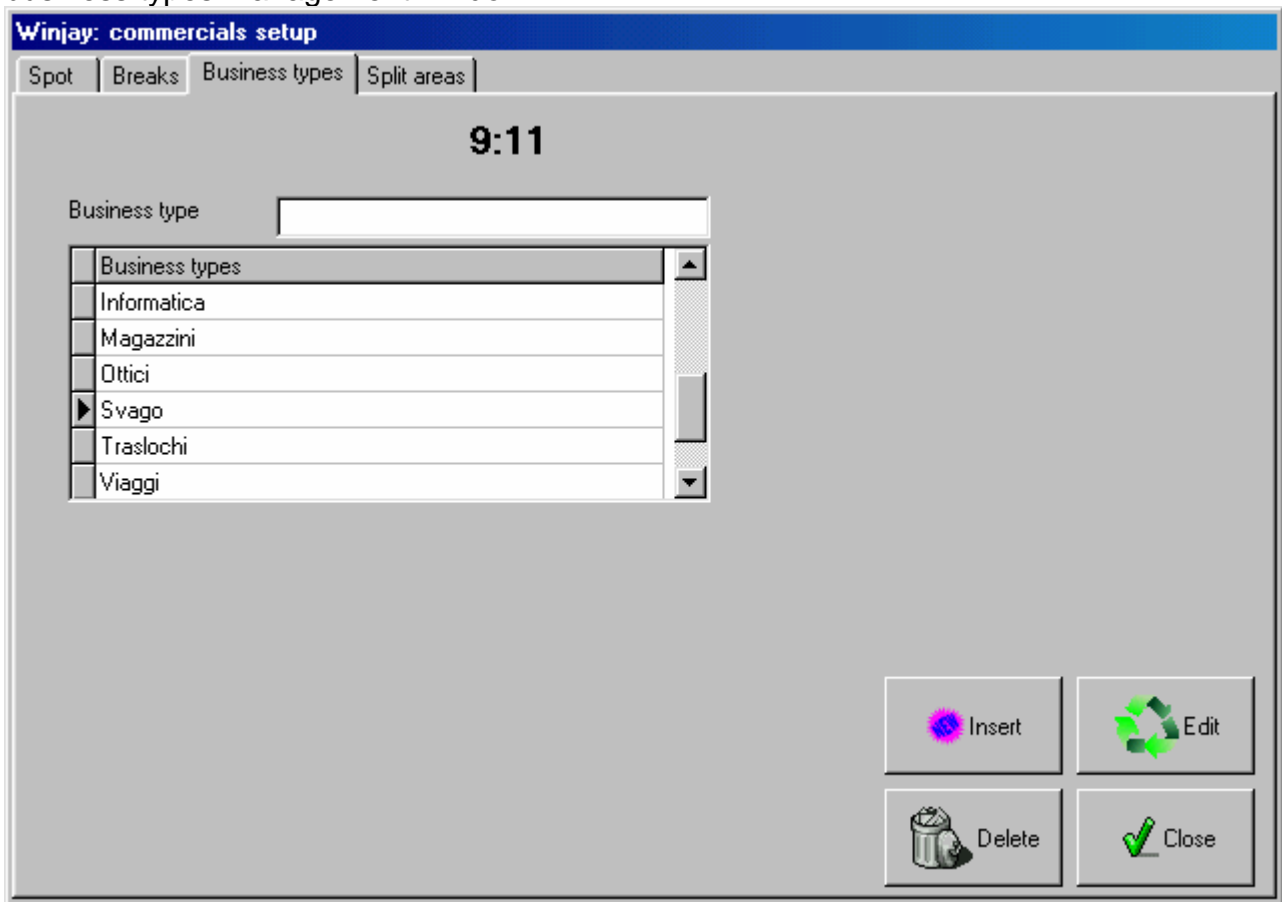 Winjay: commercials setup
Spot Breaks Business types Split areas
9:11
Business type
Business types
Informatica
Magazzini
Ottici
Svago
Traslochi
Viaggi
NEW Insert Edit
Delete Close